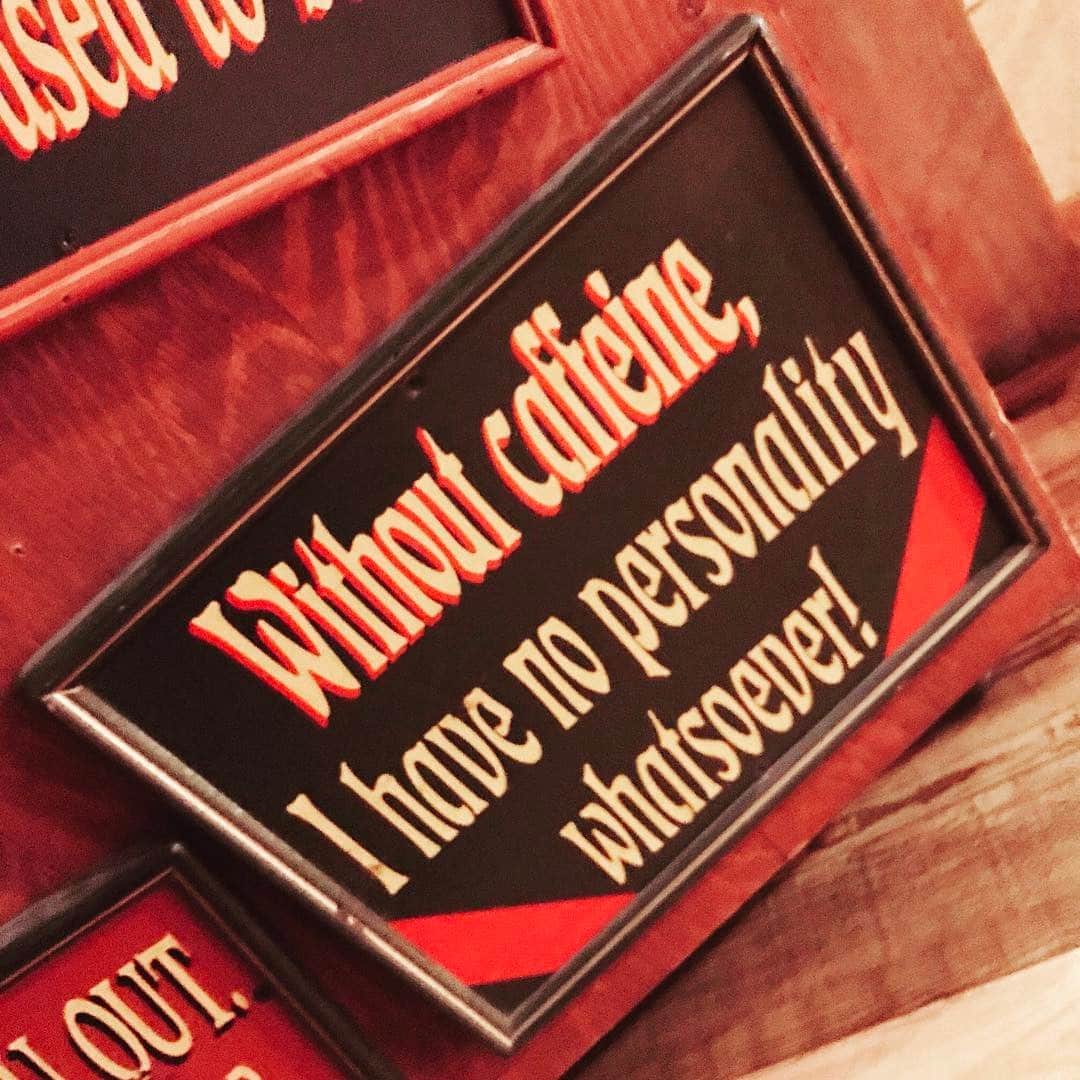 used to
Without caffeine,
I have no personality
whatsoever!
OUT.